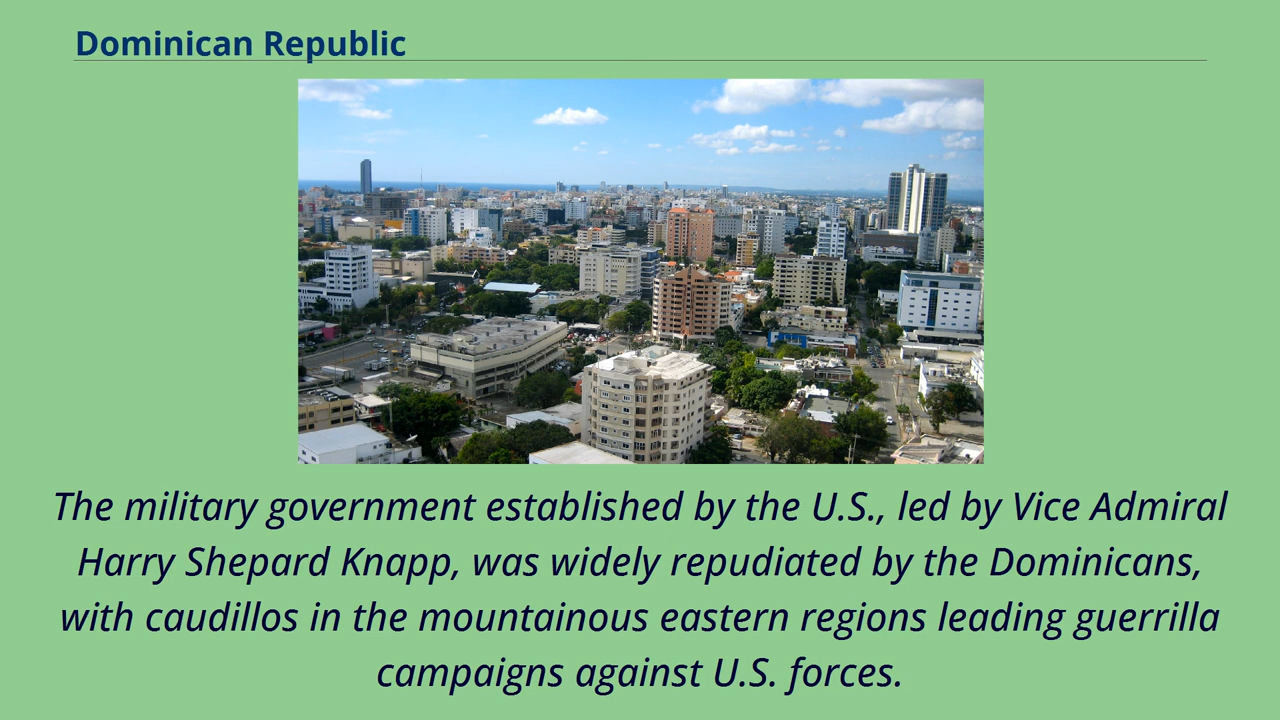 Dominican Republic
The military government established by the U.S., led by Vice Admiral
Harry Shepard Knapp, was widely repudiated by the Dominicans,
with caudillos in the mountainous eastern regions leading guerrilla
campaigns against U.S. forces.